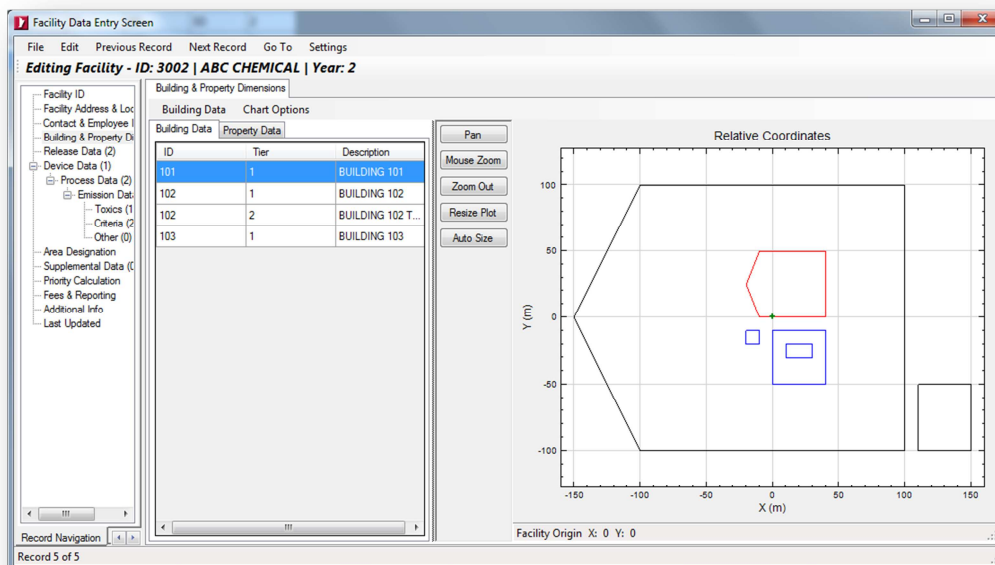 Facility Data Entry Screen
File Edit Previous Record Next Record Go To Settings
Editing Facility - ID: 3002 | ABC CHEMICAL | Year: 2
Facility ID
Facility Address & Loc
Contact & Employee I
Building & Property Di
Release Data (2)
Device Data (1)
Process Data (2)
Emission Data
Toxics (1
Criteria (2
Other (0)
Area Designation
Supplemental Data (0
Priority Calculation
Fees & Reporting
Additional Info
Last Updated
Record Navigation
Building & Property Dimensions
Building Data Chart Options
Building Data Property Data
ID Tier Description
101 1 BUILDING 101
102 1 BUILDING 102
102 2 BUILDING 102 T...
103 1 BUILDING 103
Pan
Mouse Zoom
Zoom Out
Resize Plot
Auto Size
Relative Coordinates
100
50
0
-50
-100
Y (m)
-150 -100 -50 0 50 100 150
X (m)
Facility Origin X: 0 Y: 0
Record 5 of 5